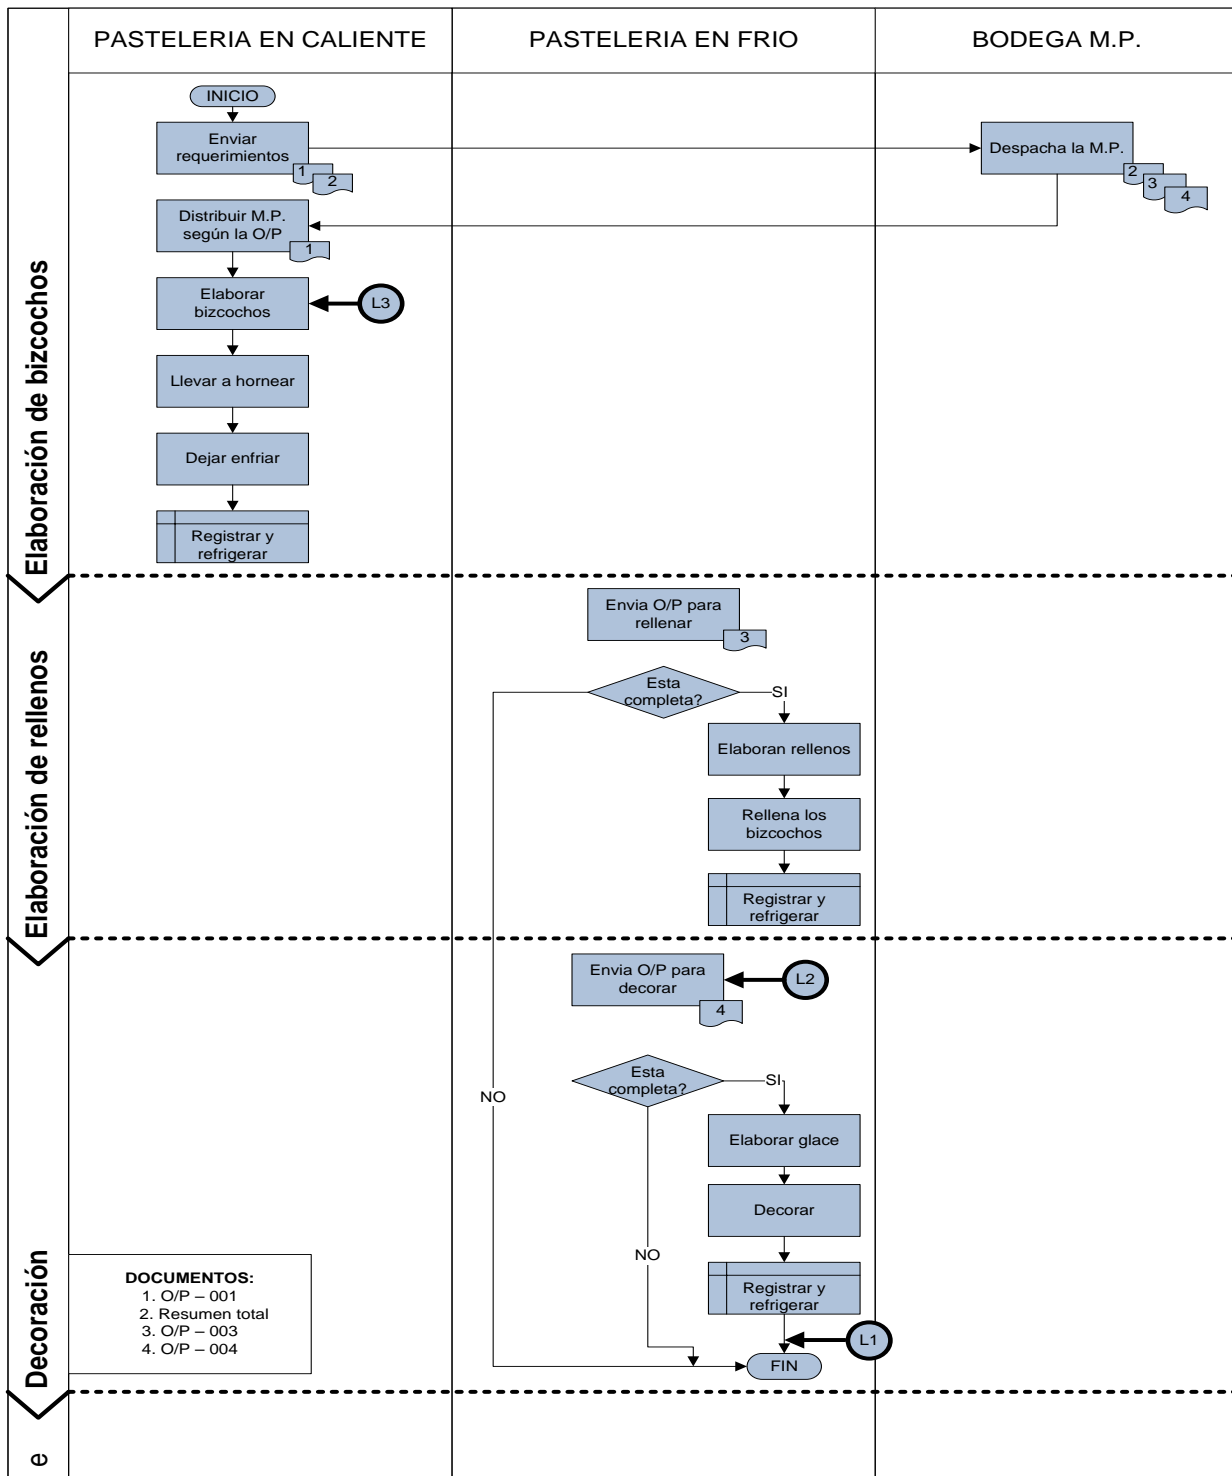 PASTELERIA EN CALIENTE
PASTELERIA EN FRIO
BODEGA M.P.
Elaboración de bizcochos
INICIO
Enviar
requerimientos
1
2
Despacha la M.P.
2
3
4
Distribuir M.P.
según la O/P
1
Elaborar
bizcochos
L3
Llevar a hornear
Dejar enfriar
Registrar y
refrigerar
Elaboración de rellenos
Envia O/P para
rellenar
3
Esta
completa?
SI
NO
Elaboran rellenos
Rellena los
bizcochos
Registrar y
refrigerar
Decoración
Envia O/P para
decorar
4
L2
Esta
completa?
SI
NO
Elaborar glace
Decorar
Registrar y
refrigerar
L1
FIN
DOCUMENTOS:
1. O/P – 001
2. Resumen total
3. O/P – 003
4. O/P – 004
e